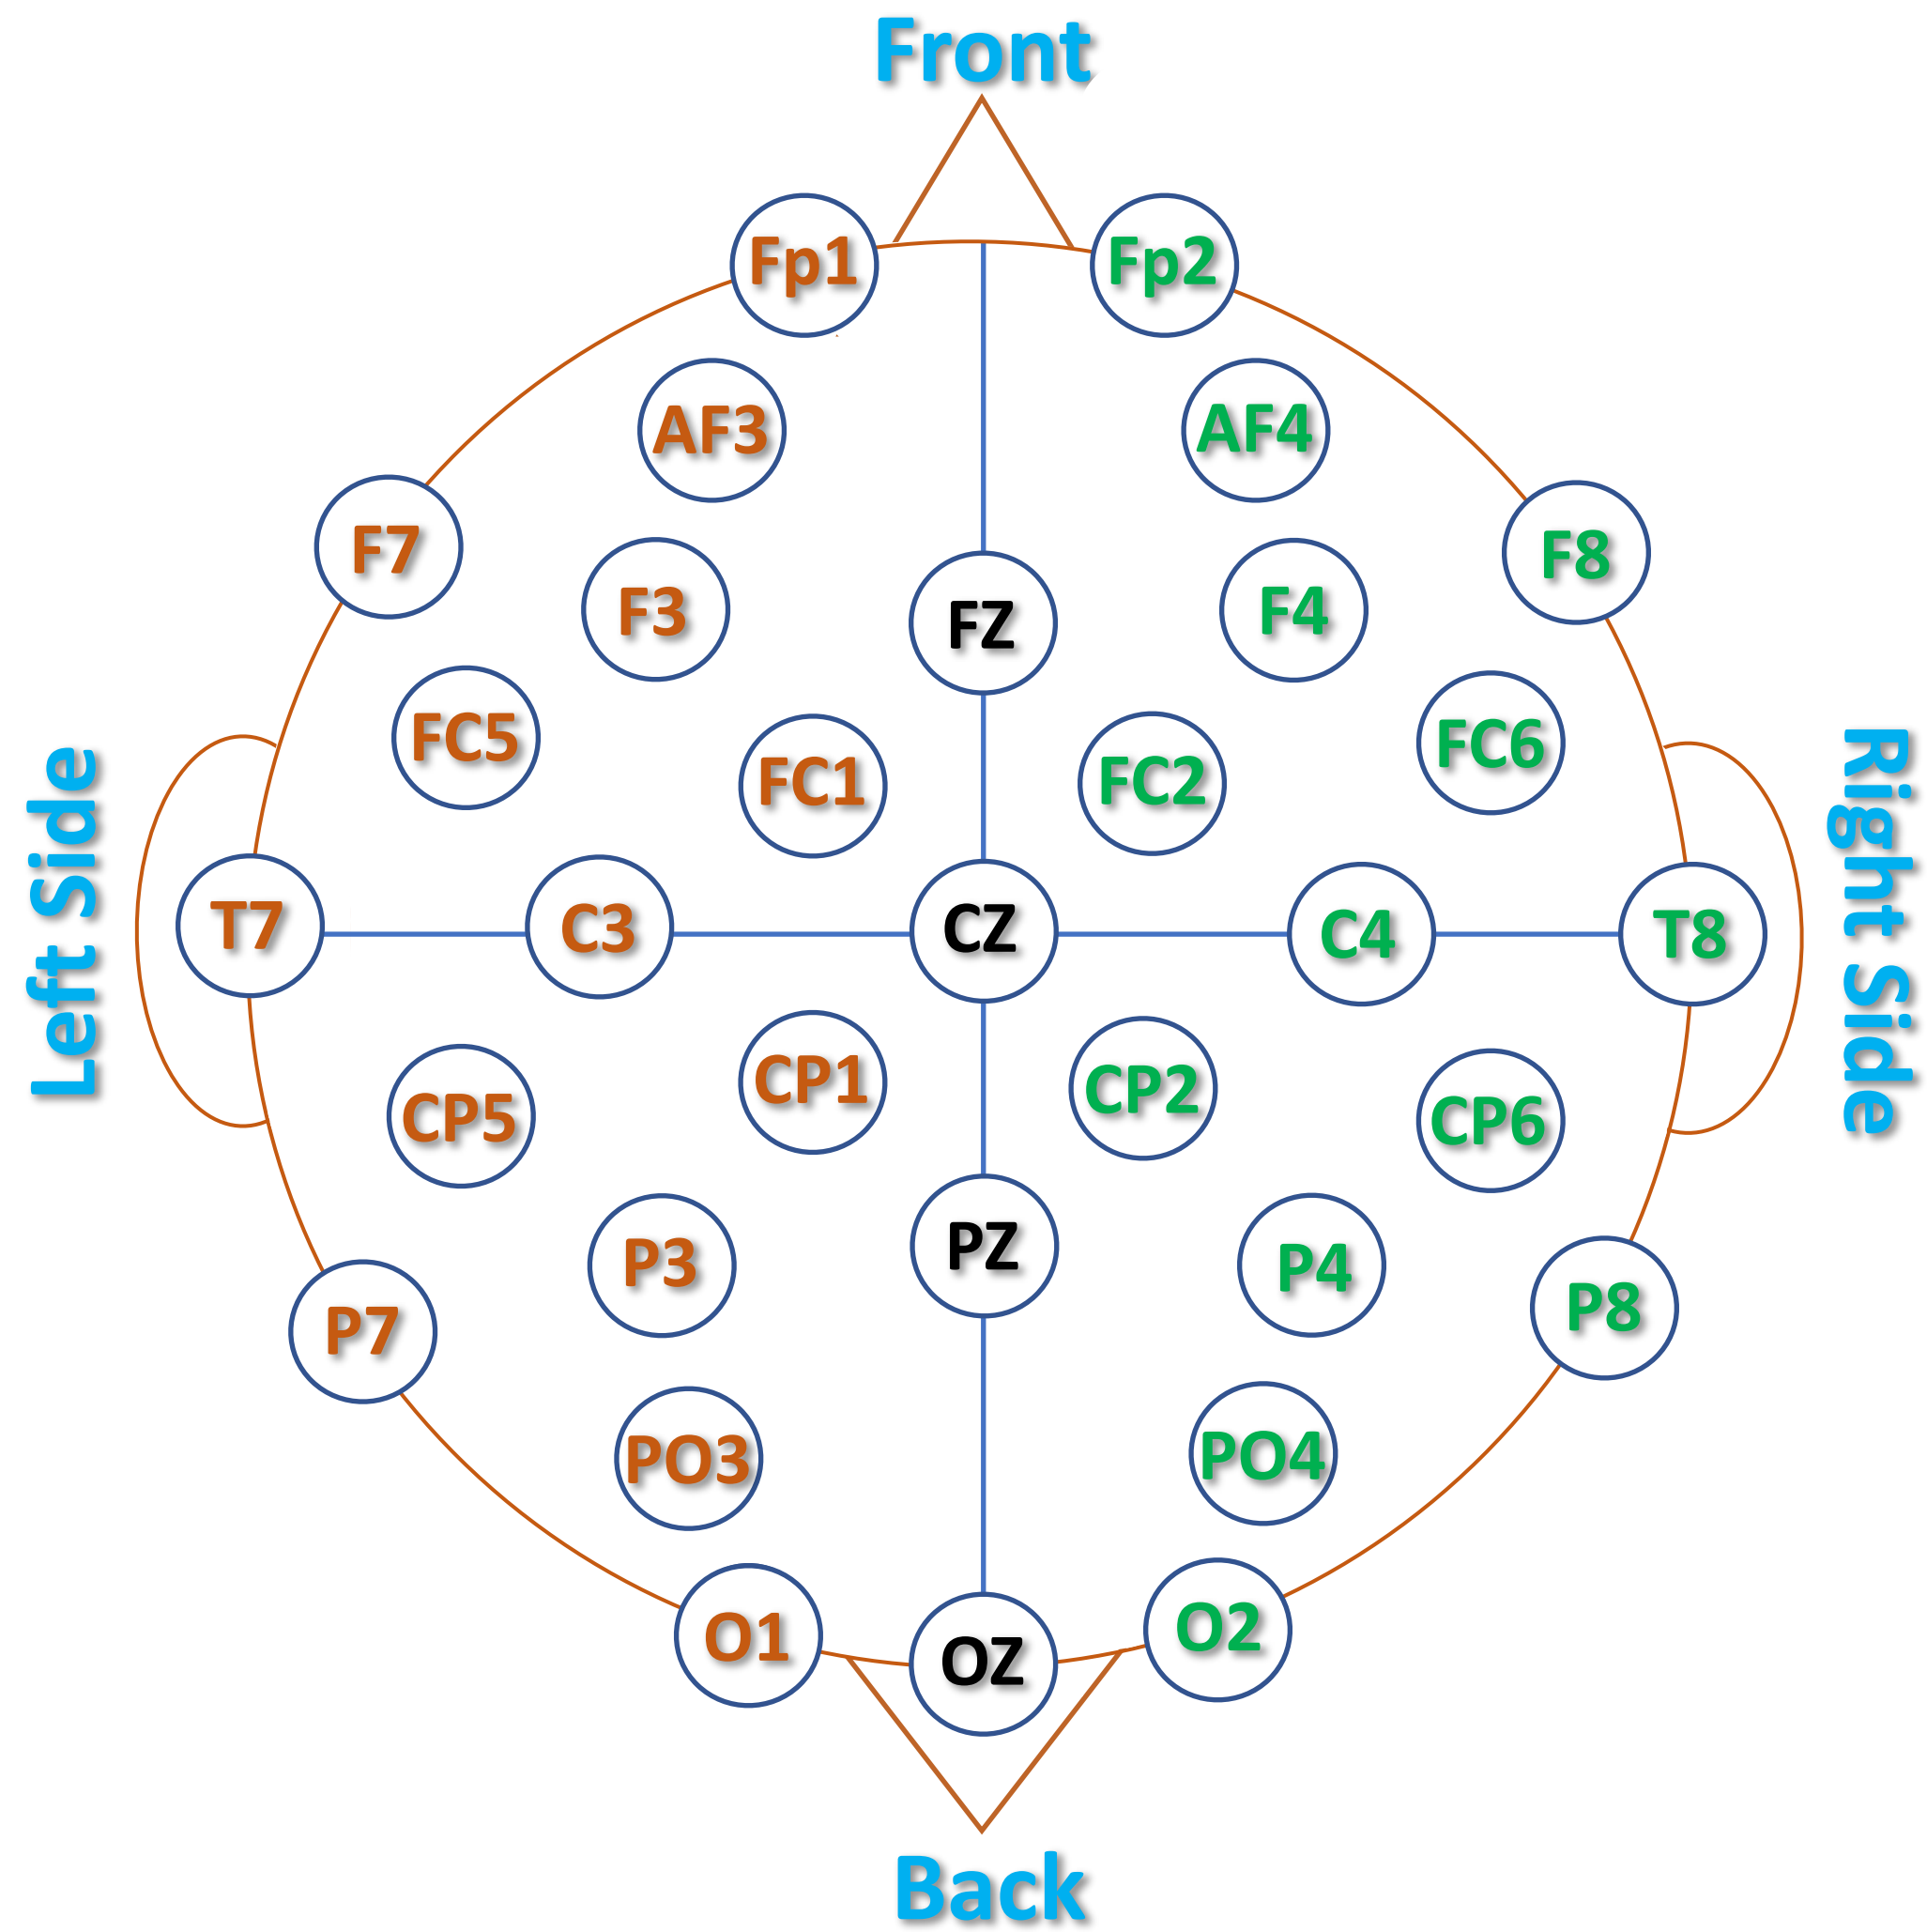 Front
Fp1
Fp2
AF3
AF4
F7
F8
F3
FZ
F4
FC5
FC1
FC2
FC6
Left Side
Right Side
T7
C3
CZ
C4
T8
CP5
CP1
CP2
CP6
P3
PZ
P4
P7
P8
PO3
PO4
O1
OZ
O2
Back